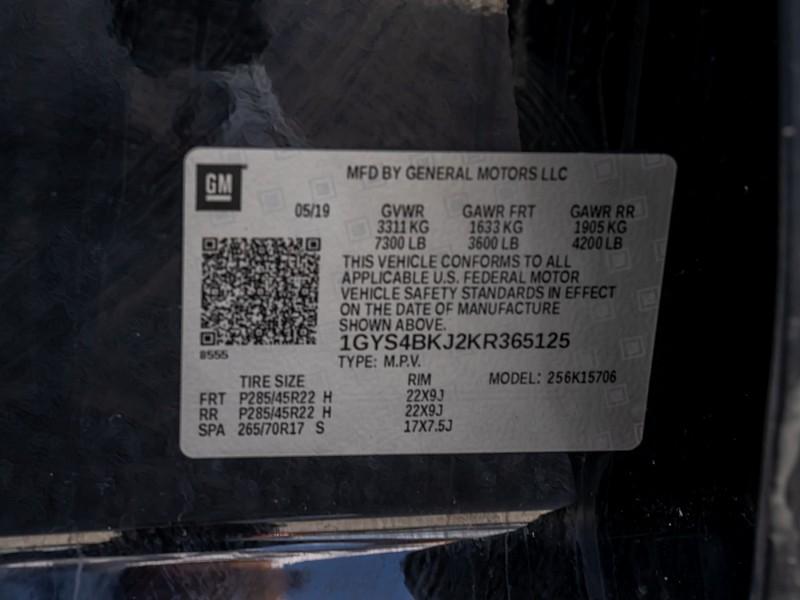 GM
MFD BY GENERAL MOTORS LLC
05/19 GVWR GAWR FRT GAWR RR
3311 KG 1633 KG 1905 KG
7300 LB 3600 LB 4200 LB
THIS VEHICLE CONFORMS TO ALL
APPLICABLE U.S. FEDERAL MOTOR
VEHICLE SAFETY STANDARDS IN EFFECT
ON THE DATE OF MANUFACTURE
SHOWN ABOVE.
1GYS4BKJ2KR365125
8555
TYPE: M.P.V.
TIRE SIZE RIM MODEL: 256K15706
FRT P285/45R22 H 22X9J
RR P285/45R22 H 22X9J
SPA 265/70R17 S 17X7.5J